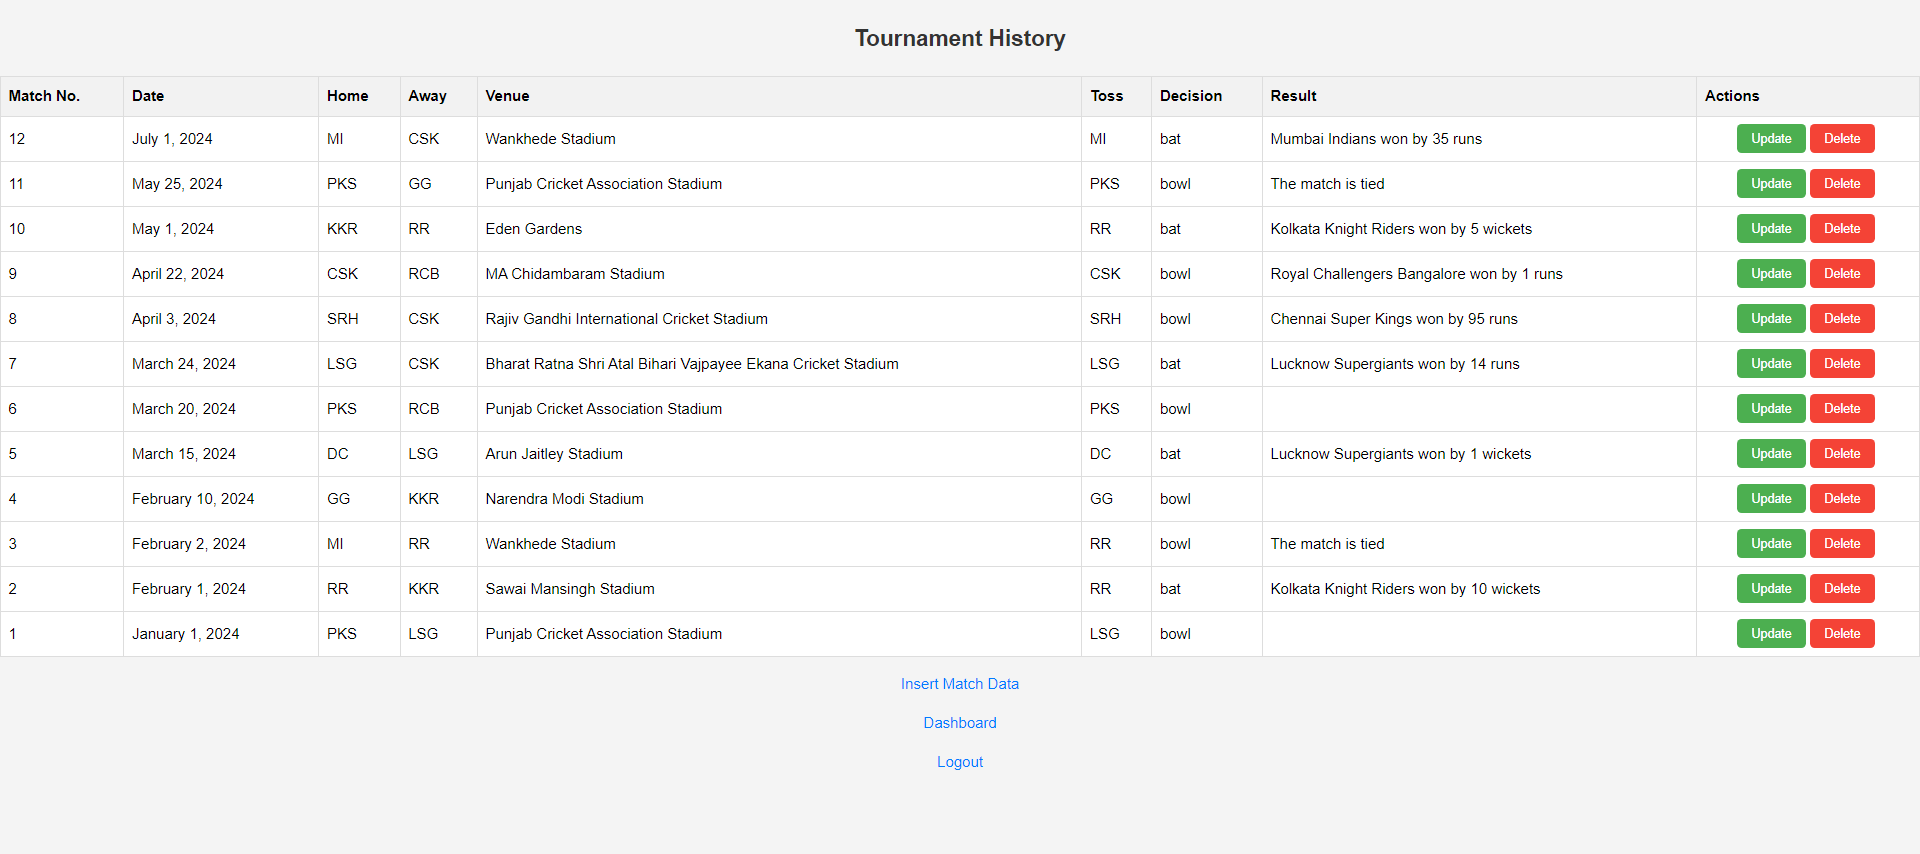 Tournament History
Match No. Date Home Away Venue Toss Decision Result Actions
12 July 1, 2024 MI CSK Wankhede Stadium MI bat Mumbai Indians won by 35 runs Update Delete
11 May 25, 2024 PKS GG Punjab Cricket Association Stadium PKS bowl The match is tied Update Delete
10 May 1, 2024 KKR RR Eden Gardens RR bat Kolkata Knight Riders won by 5 wickets Update Delete
9 April 22, 2024 CSK RCB MA Chidambaram Stadium CSK bowl Royal Challengers Bangalore won by 1 runs Update Delete
8 April 3, 2024 SRH CSK Rajiv Gandhi International Cricket Stadium SRH bowl Chennai Super Kings won by 95 runs Update Delete
7 March 24, 2024 LSG CSK Bharat Ratna Shri Atal Bihari Vajpayee Ekana Cricket Stadium LSG bat Lucknow Supergiants won by 14 runs Update Delete
6 March 20, 2024 PKS RCB Punjab Cricket Association Stadium PKS bowl Update Delete
5 March 15, 2024 DC LSG Arun Jaitley Stadium DC bat Lucknow Supergiants won by 1 wickets Update Delete
4 February 10, 2024 GG KKR Narendra Modi Stadium GG bowl Update Delete
3 February 2, 2024 MI RR Wankhede Stadium RR bowl The match is tied Update Delete
2 February 1, 2024 RR KKR Sawai Mansingh Stadium RR bat Kolkata Knight Riders won by 10 wickets Update Delete
1 January 1, 2024 PKS LSG Punjab Cricket Association Stadium LSG bowl Update Delete
Insert Match Data
Dashboard
Logout